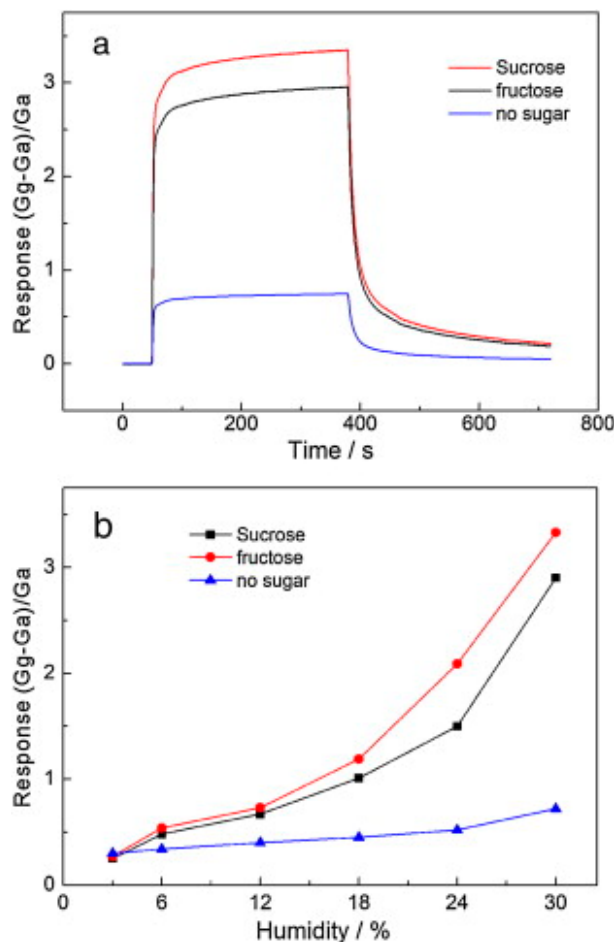 a
Sucrose
fructose
no sugar
Response (Gg-Ga)/Ga
3
2
1
0
0 200 400 600 800
Time / s
b
Sucrose
fructose
no sugar
Response (Gg-Ga)/Ga
3
2
1
0
0 6 12 18 24 30
Humidity / %